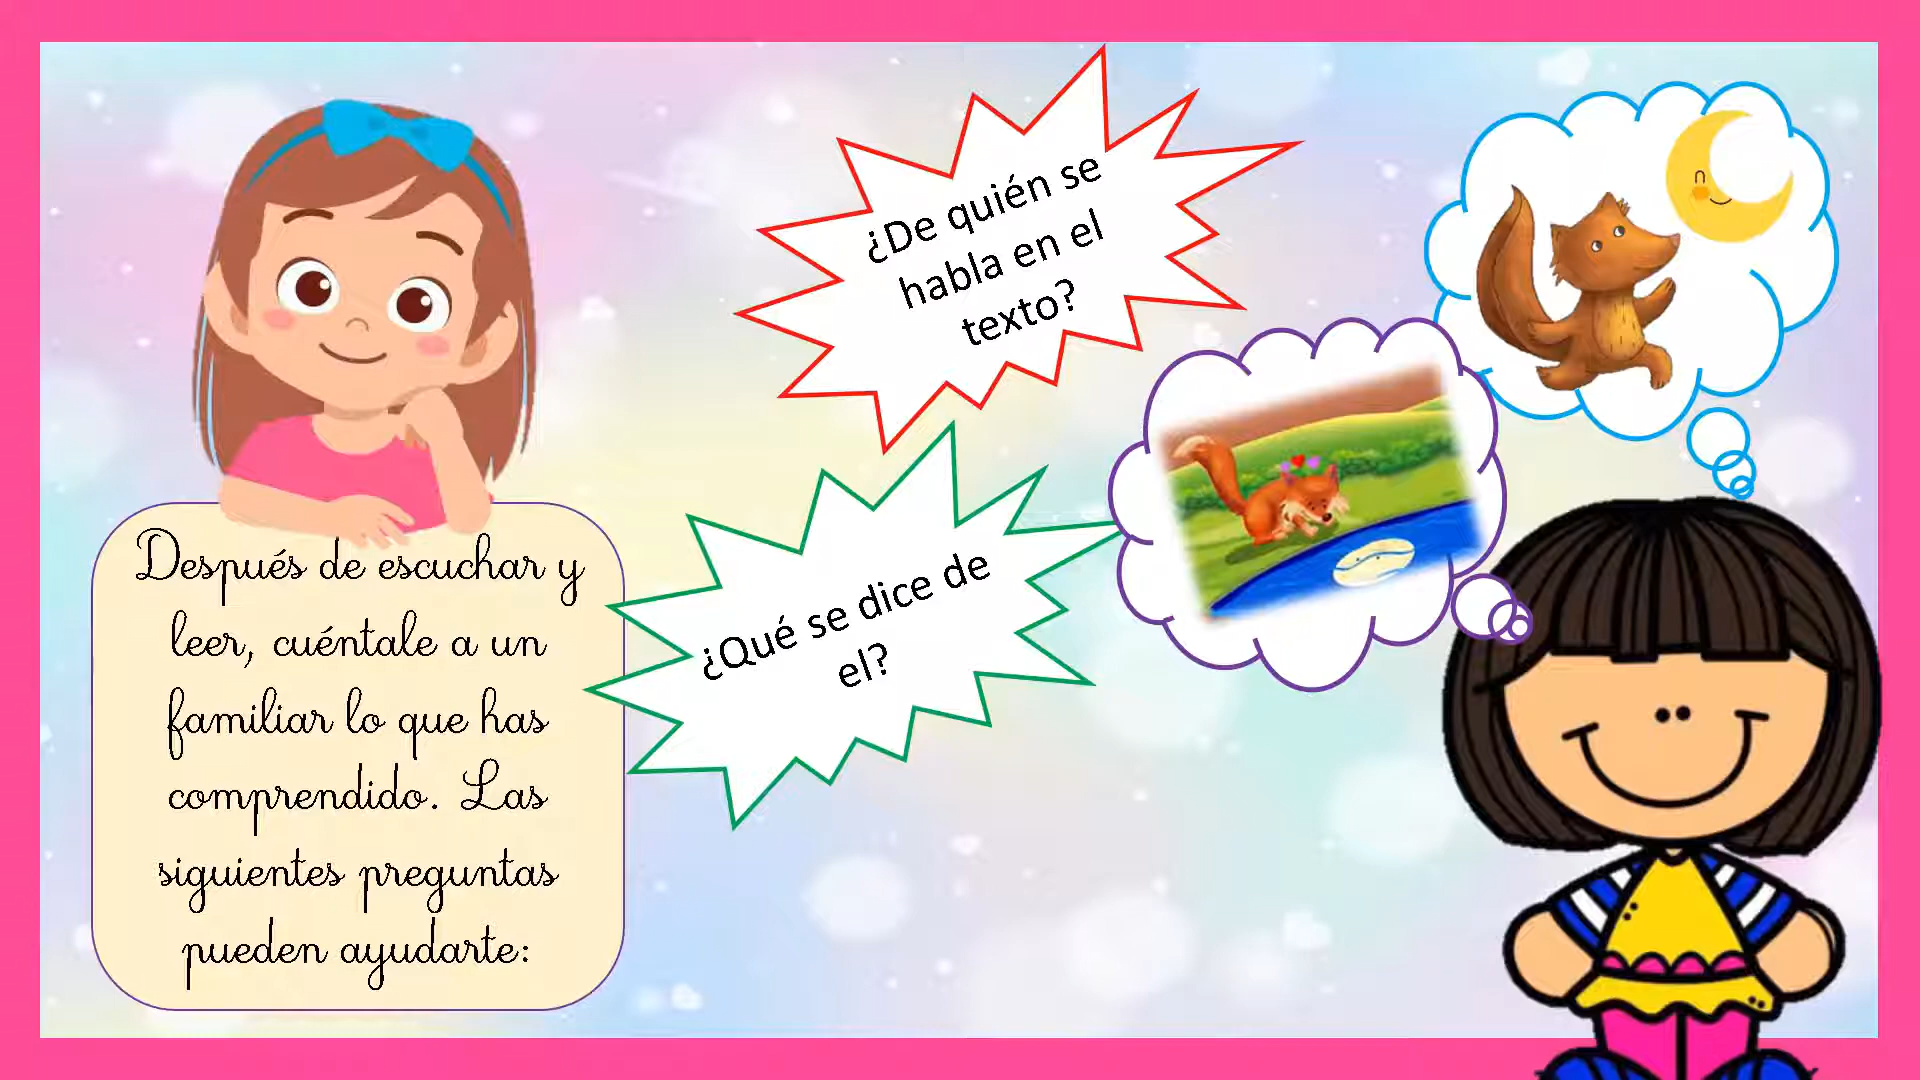 Después de escuchar y
leer, cuéntale a un
familiar lo que has
comprendido. Las
siguientes preguntas
pueden ayudarte:
¿De quién se
habla en el
texto?
¿Qué se dice de
el?